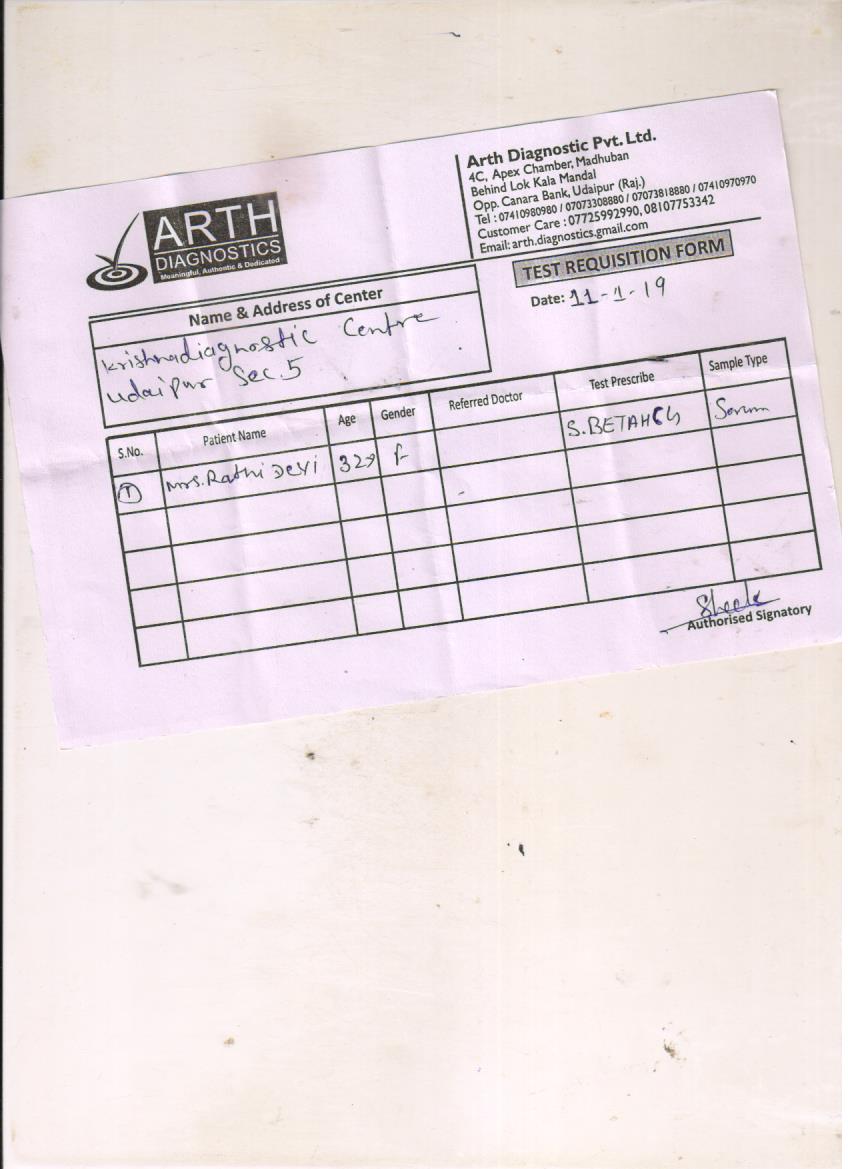 ARTH
DIAGNOSTICS
Meaningful, Authentic & Dedicated
Arth Diagnostic Pvt. Ltd.
4C, Apex Chamber, Madhuban
Behind Lok Kala Mandal
Opp. Canara Bank, Udaipur (Raj.)
Tel : 07410980980 / 07073308880 / 07073818880 / 07410970970
Customer Care : 07725992990, 08107753342
Email: arth.diagnostics.gmail.com
TEST REQUISITION FORM
Date: 11-1-19
Name & Address of Center
Krishnadiagnostic Centre
Udaipur Sec.5
S.No. Patient Name Age Gender Referred Doctor Test Prescribe Sample Type
1 Mrs. Rathi Devi 32y f S.BETAHCG Serum
Authorised Signatory